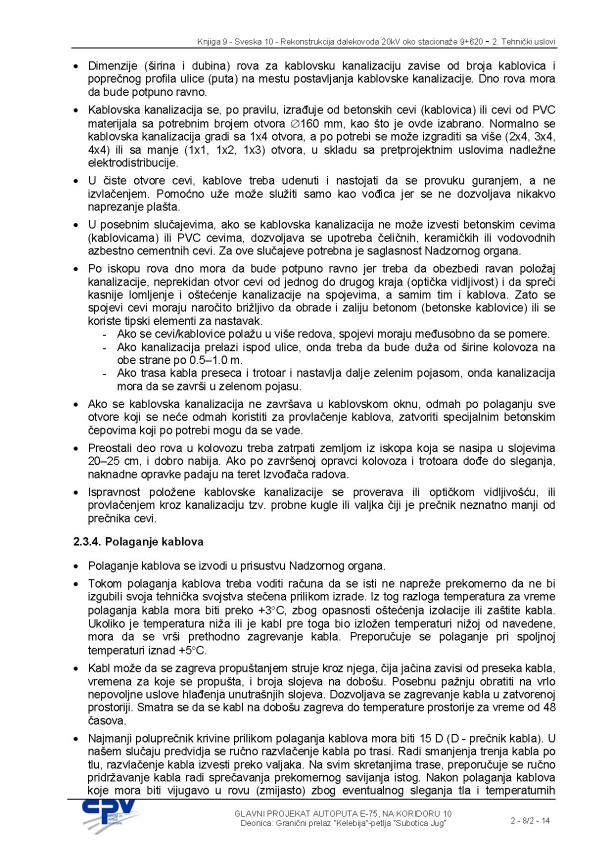 Knjiga 9 - Sveska 10 - Rekonstrukcija dalekovoda 20kV oko stacionaže 9+620 - 2. Tehnički uslovi
• Dimenzije (širina i dubina) rova za kablovsku kanalizaciju zavise od broja kablovica i
poprečnog profila ulice (puta) na mestu postavljanja kablovske kanalizacije. Dno rova mora
da bude potpuno ravno.
• Kablovska kanalizacija se, po pravilu, izrađuje od betonskih cevi (kablovica) ili cevi od PVC
materijala sa potrebnim brojem otvora ∅160 mm, kao što je ovde izabrano. Normalno se
kablovska kanalizacija gradi sa 1x4 otvora, a po potrebi se može izgraditi sa više (2x4, 3x4,
4x4) ili sa manje (1x1, 1x2, 1x3) otvora, u skladu sa pretprojektnim uslovima nadležne
elektrodistribucije.
• U čiste otvore cevi, kablove treba udenuti i nastojati da se provuku guranjem, a ne
izvlačenjem. Pomoćno uže može služiti samo kao vođica jer se ne dozvoljava nikakvo
naprezanje plašta.
• U posebnim slučajevima, ako se kablovska kanalizacija ne može izvesti betonskim cevima
(kablovicama) ili PVC cevima, dozvoljava se upotreba čeličnih, keramičkih ili vodovodnih
azbestno cementnih cevi. Za ove slučajeve potrebna je saglasnost Nadzornog organa.
• Po iskopu rova dno mora da bude potpuno ravno jer treba da obezbedi ravan položaj
kanalizacije, neprekidan otvor cevi od jednog do drugog kraja (optička vidljivost) i da spreči
kasnije lomljenje i oštećenje kanalizacije na spojevima, a samim tim i kablova. Zato se
spojevi cevi moraju naročito brižljivo da obrade i zaliju betonom (betonske kablovice) ili se
koriste tipski elementi za nastavak.
- Ako se cevi/kablovice polažu u više redova, spojevi moraju međusobno da se pomere.
- Ako kanalizacija prelazi ispod ulice, onda treba da bude duža od širine kolovoza na
obe strane po 0.5–1.0 m.
- Ako trasa kabla preseca i trotoar i nastavlja dalje zelenim pojasom, onda kanalizacija
mora da se završi u zelenom pojasu.
• Ako se kablovska kanalizacija ne završava u kablovskom oknu, odmah po polaganju sve
otvore koji se neće odmah koristiti za provlačenje kablova, zatvoriti specijalnim betonskim
čepovima koji po potrebi mogu da se vade.
• Preostali deo rova u kolovozu treba zatrpati zemljom iz iskopa koja se nasipa u slojevima
20–25 cm, i dobro nabija. Ako po završenoj opravci kolovoza i trotoara dođe do sleganja,
naknadne opravke padaju na teret Izvođača radova.
• Ispravnost položene kablovske kanalizacije se proverava ili optičkom vidljivošću, ili
provlačenjem kroz kanalizaciju tzv. probne kugle ili valjka čiji je prečnik neznatno manji od
prečnika cevi.
2.3.4. Polaganje kablova
• Polaganje kablova se izvodi u prisustvu Nadzornog organa.
• Tokom polaganja kablova treba voditi računa da se isti ne napreže prekomerno da ne bi
izgubili svoja tehnička svojstva stečena prilikom izrade. Iz tog razloga temperatura za vreme
polaganja kabla mora biti preko +3°C, zbog opasnosti oštećenja izolacije ili zaštite kabla.
Ukoliko je temperatura niža ili je kabl pre toga bio izložen temperaturi nižoj od navedene,
mora da se vrši prethodno zagrevanje kabla. Preporučuje se polaganje pri spoljnoj
temperaturi iznad +5°C.
• Kabl može da se zagreva propuštanjem struje kroz njega, čija jačina zavisi od preseka kabla,
vremena za koje se propušta, i broja slojeva na dobošu. Posebnu pažnju obratiti na vrlo
nepovoljne uslove hlađenja unutrašnjih slojeva. Dozvoljava se zagrevanje kabla u zatvorenoj
prostoriji. Smatra se da se kabl na dobošu zagreva do temperature prostorije za vreme od 48
časova.
• Najmanji poluprečnik krivine prilikom polaganja kablova mora biti 15 D (D - prečnik kabla). U
našem slučaju predvidja se ručno razvlačenje kabla po trasi. Radi smanjenja trenja kabla po
tlu, razvlačenje kabla izvesti preko valjaka. Na svim skretanjima trase, preporučuje se ručno
pridržavanje kabla radi sprečavanja prekomernog savijanja istog. Nakon polaganja kablova
koje mora biti vijugavo u rovu (zmijasto) zbog eventualnog sleganja tla i temperaturnih
cpv
GLAVNI PROJEKAT AUTOPUTA E-75, NA KORIDORU 10
Deonica: Granični prelaz "Kelebija"-petlja "Subotica Jug"
2 - 8/2 - 14